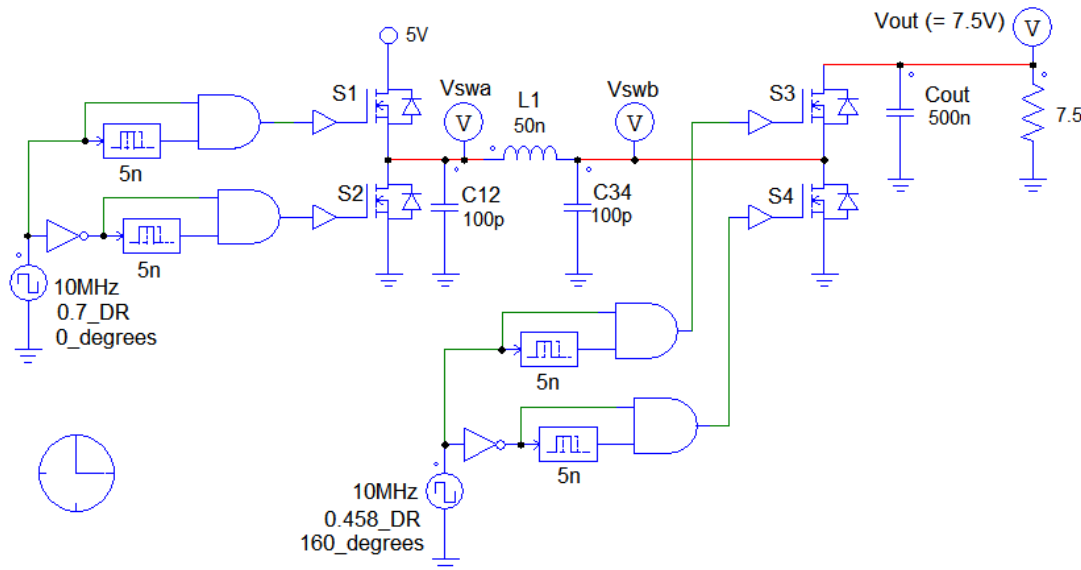 Vout (= 7.5V)
V
5V
S1
Vswa
V
L1
50n
Vswb
V
S3
Cout
500n
7.5
5n
S2
C12
100p
C34
100p
S4
5n
10MHz
0.7_DR
0_degrees
5n
5n
10MHz
0.458_DR
160_degrees